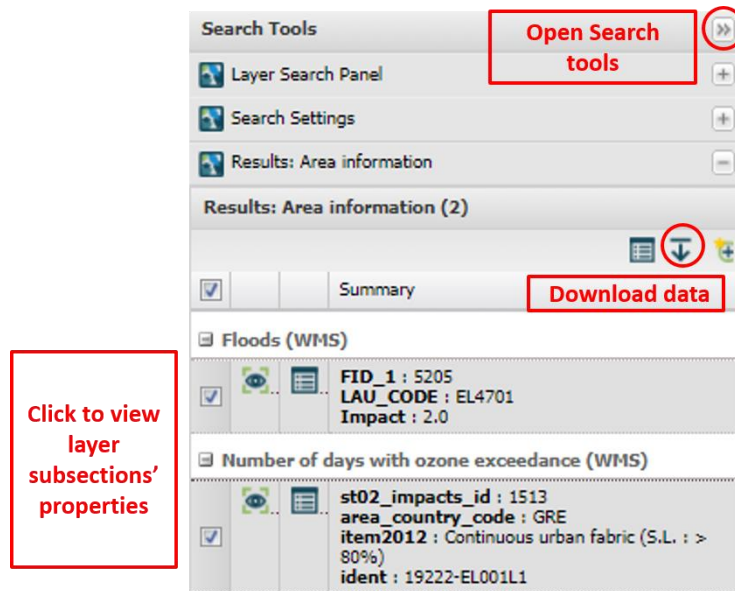 Search Tools
Open Search
tools
Layer Search Panel
Search Settings
Results: Area information
Results: Area information (2)
Summary
Download data
Floods (WMS)
FID_1 : 5205
LAU_CODE : EL4701
Impact : 2.0
Click to view
layer
subsections’
properties
Number of days with ozone exceedance (WMS)
st02_impacts_id : 1513
area_country_code : GRE
item2012 : Continuous urban fabric (S.L. : >
80%)
ident : 19222-EL001L1